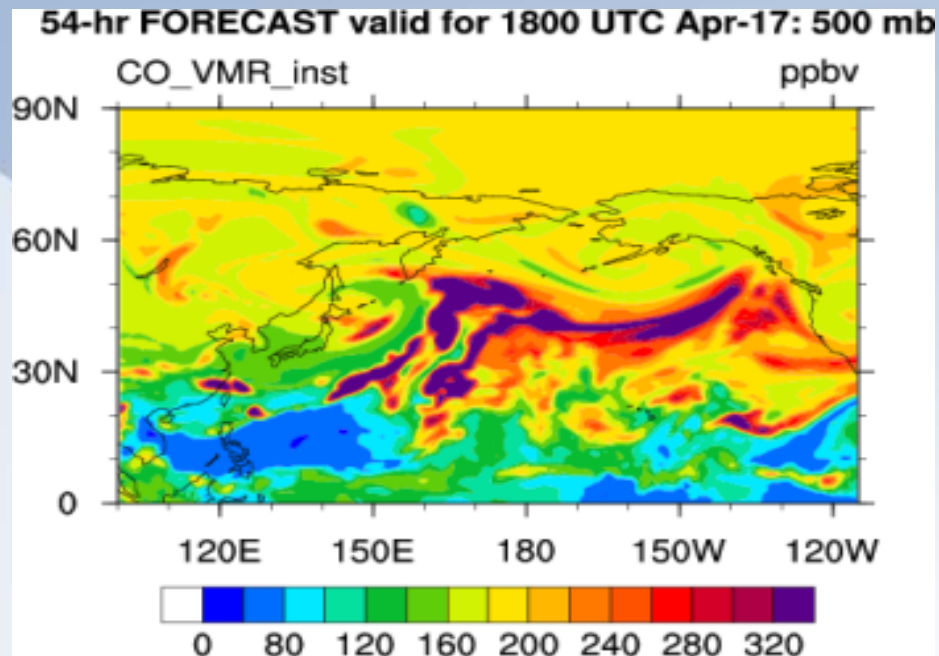 54-hr FORECAST valid for 1800 UTC Apr-17: 500 mb
CO_VMR_inst ppbv
90N
60N
30N
0
120E 150E 180 150W 120W
0 80 120 160 200 240 280 320